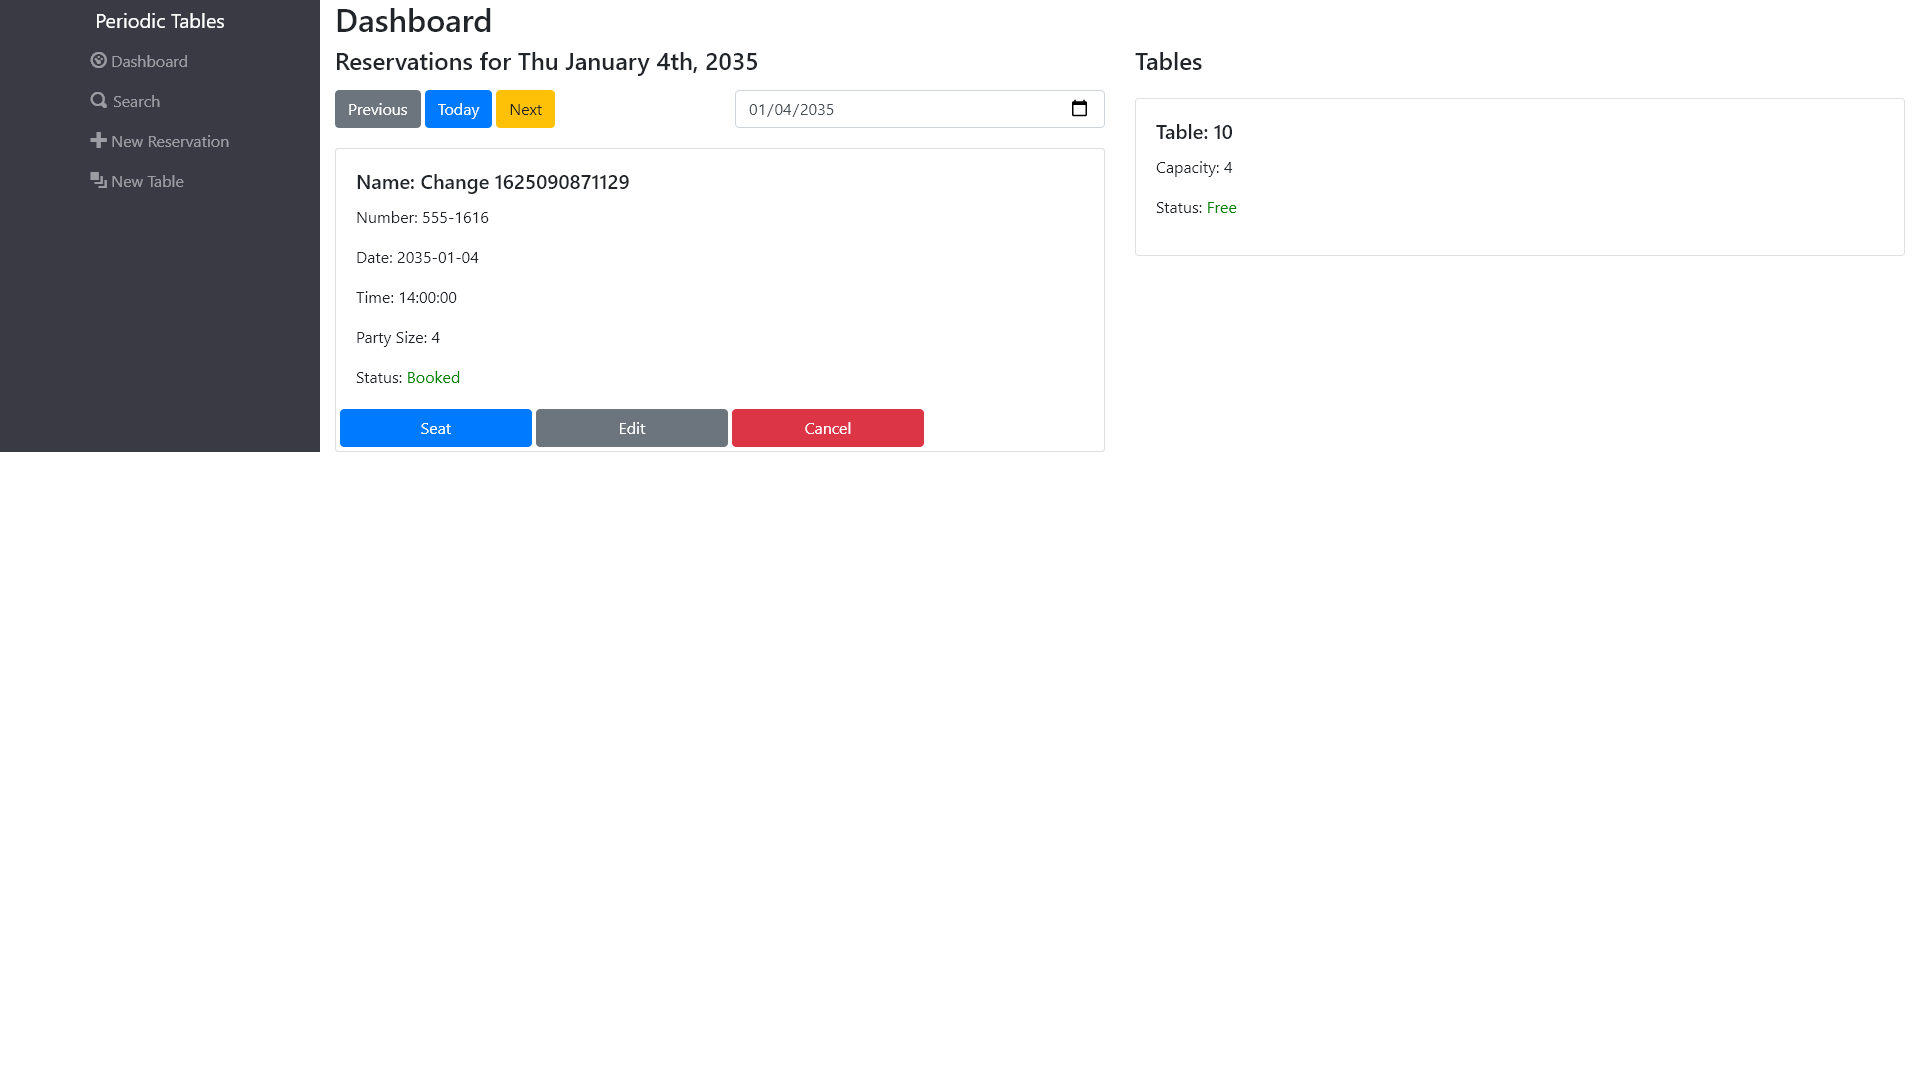 Periodic Tables
Dashboard
Search
New Reservation
New Table
Dashboard
Reservations for Thu January 4th, 2035
Previous Today Next 01/04/2035
Name: Change 1625090871129
Number: 555-1616
Date: 2035-01-04
Time: 14:00:00
Party Size: 4
Status: Booked
Seat Edit Cancel
Tables
Table: 10
Capacity: 4
Status: Free